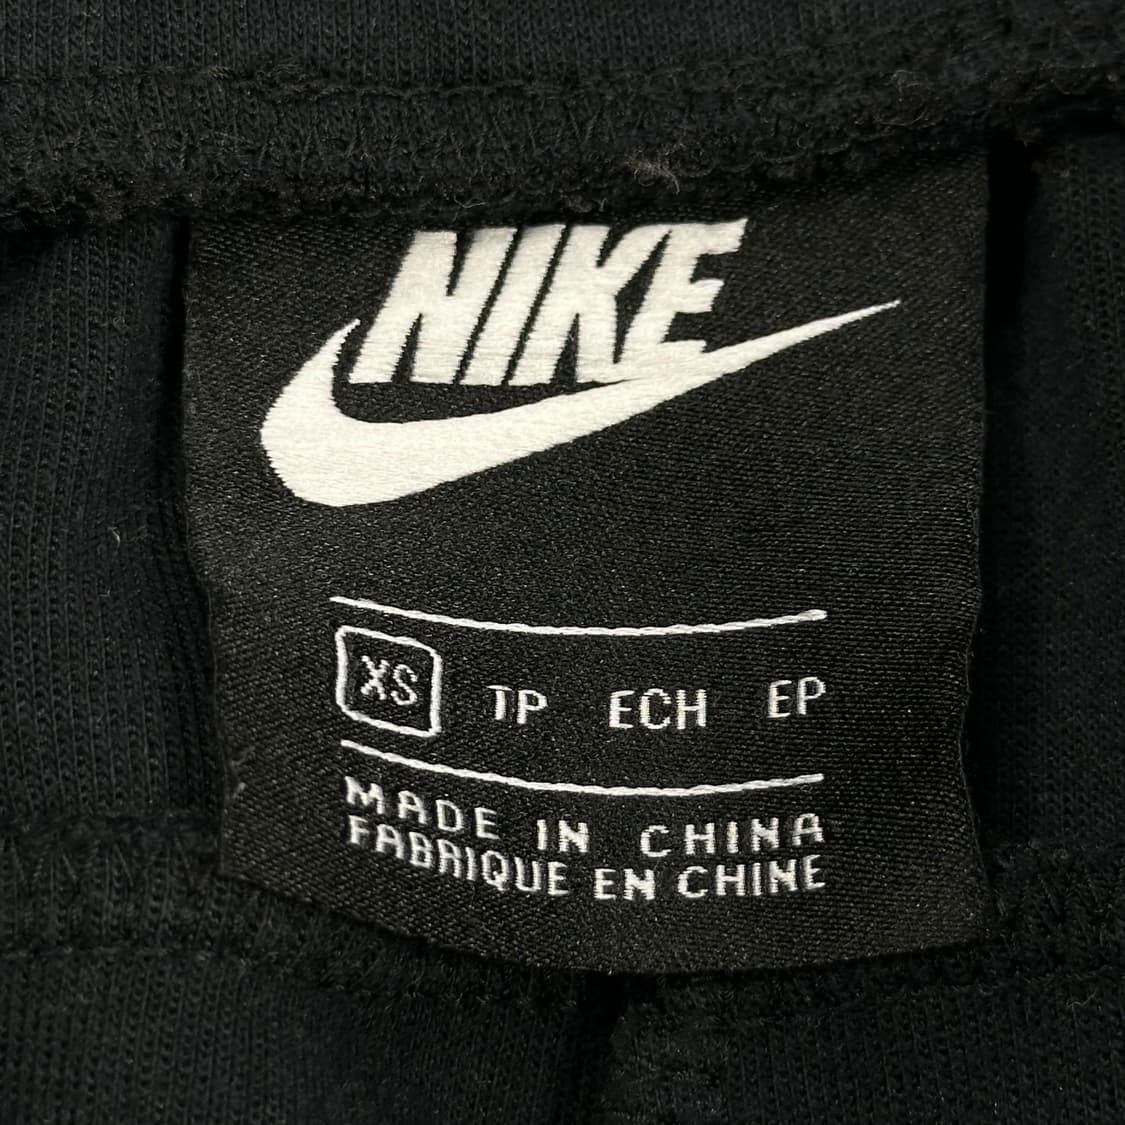 NIKE
XS TP ECH EP
MADE IN CHINA
FABRIQUE EN CHINE